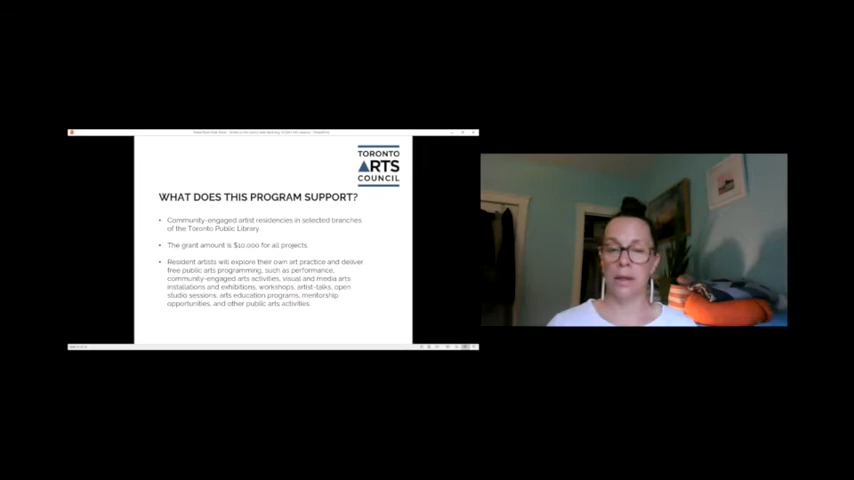 TORONTO
ARTS
COUNCIL
WHAT DOES THIS PROGRAM SUPPORT?
• Community-engaged artist residencies in selected branches
of the Toronto Public Library.
• The grant amount is $10,000 for all projects.
• Resident artists will explore their own art practice and deliver
free public arts programming, such as performance,
community-engaged arts activities, visual and media arts
installations and exhibitions, workshops, artist-talks, open
studio sessions, arts education programs, mentorship
opportunities, and other public arts activities.